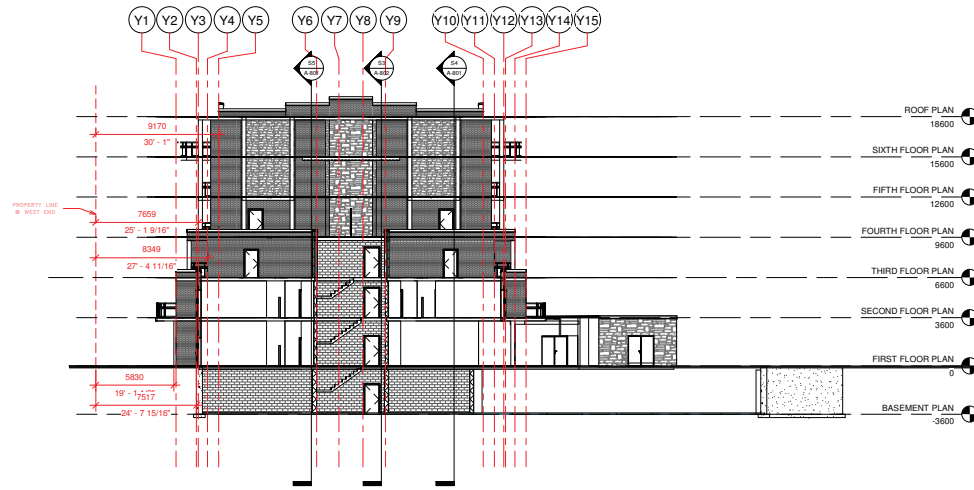 Y1 Y2 Y3 Y4 Y5 Y6 Y7 Y8 Y9 Y10 Y11 Y12 Y13 Y14 Y15
S5 S3 S4
A-802 A-801
ROOF PLAN
18600
9170
30' - 1"
SIXTH FLOOR PLAN
15600
FIFTH FLOOR PLAN
12600
PROPERTY LINE
@ WEST END
7659
25' - 1 9/16"
FOURTH FLOOR PLAN
9600
8349
27' - 4 11/16"
THIRD FLOOR PLAN
6600
SECOND FLOOR PLAN
3600
FIRST FLOOR PLAN
0
5830
19' - 1
7517
24' - 7 15/16"
BASEMENT PLAN
-3600